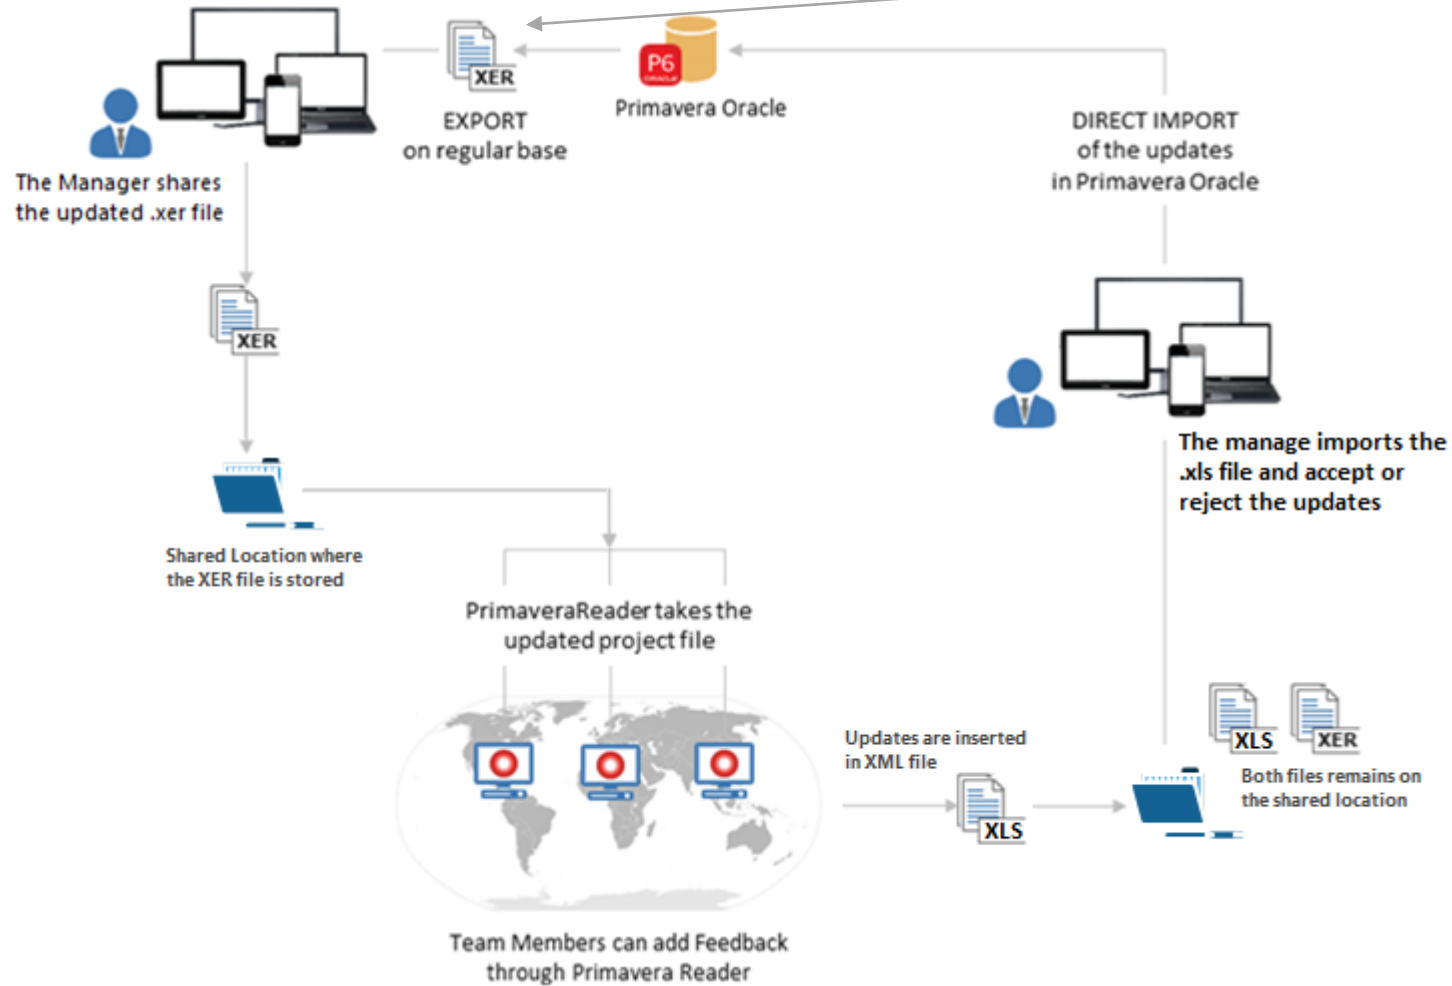 XER
P6
ORACLE
Primavera Oracle
EXPORT
on regular base
DIRECT IMPORT
of the updates
in Primavera Oracle
The Manager shares
the updated .xer file
XER
The manage imports the
.xls file and accept or
reject the updates
Shared Location where
the XER file is stored
PrimaveraReader takes the
updated project file
Updates are inserted
in XML file
XLS
XLS
XER
Both files remains on
the shared location
Team Members can add Feedback
through Primavera Reader